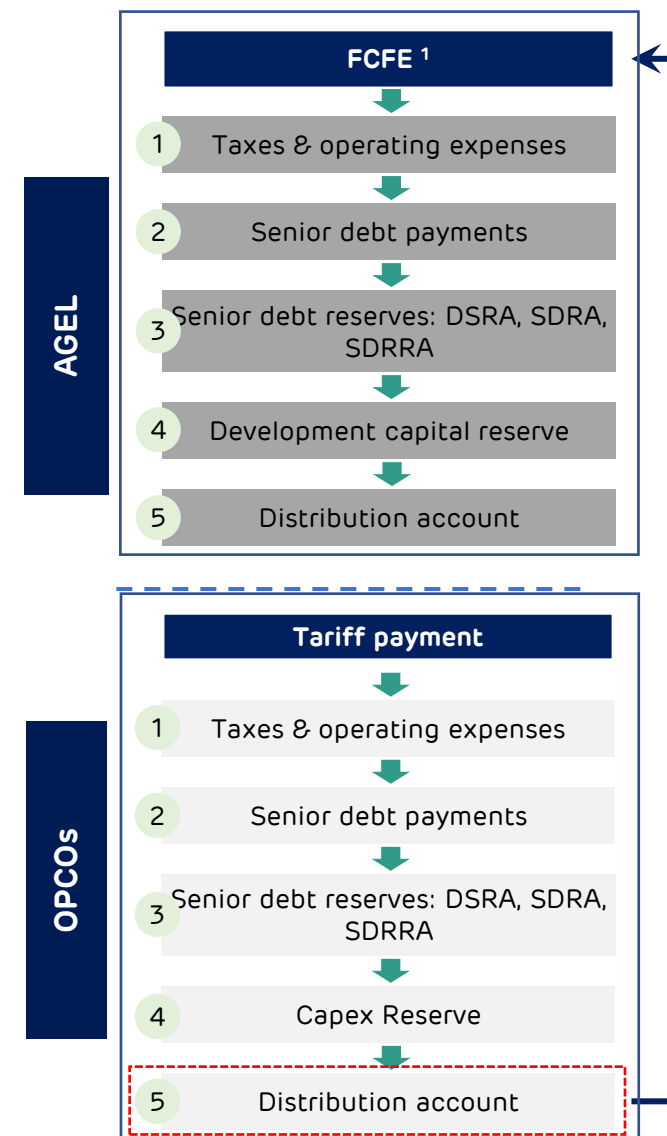 FCFE ¹
1 Taxes & operating expenses
2 Senior debt payments
3 Senior debt reserves: DSRA, SDRA,
SDRRA
4 Development capital reserve
5 Distribution account
AGEL
Tariff payment
1 Taxes & operating expenses
2 Senior debt payments
3 Senior debt reserves: DSRA, SDRA,
SDRRA
4 Capex Reserve
5 Distribution account
OPCOs